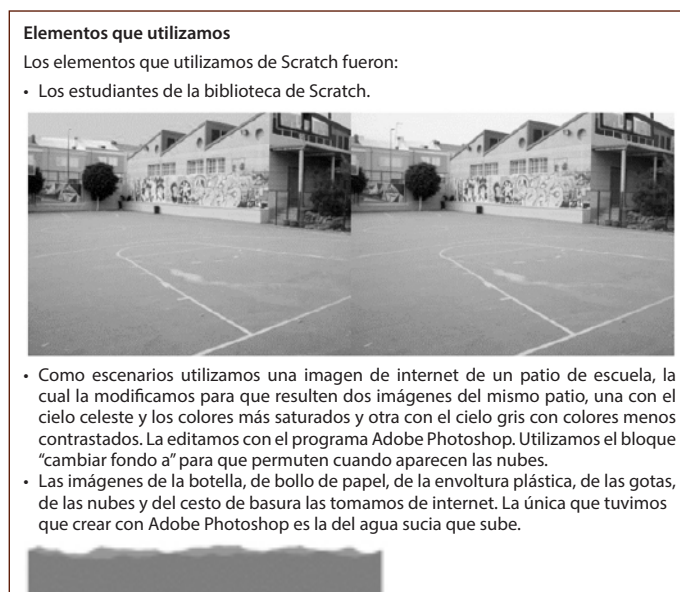 Elementos que utilizamos
Los elementos que utilizamos de Scratch fueron:
• Los estudiantes de la biblioteca de Scratch.
• Como escenarios utilizamos una imagen de internet de un patio de escuela, la
cual la modificamos para que resulten dos imágenes del mismo patio, una con el
cielo celeste y los colores más saturados y otra con el cielo gris con colores menos
contrastados. La editamos con el programa Adobe Photoshop. Utilizamos el bloque
“cambiar fondo a” para que permuten cuando aparecen las nubes.
• Las imágenes de la botella, de bollo de papel, de la envoltura plástica, de las gotas,
de las nubes y del cesto de basura las tomamos de internet. La única que tuvimos
que crear con Adobe Photoshop es la del agua sucia que sube.